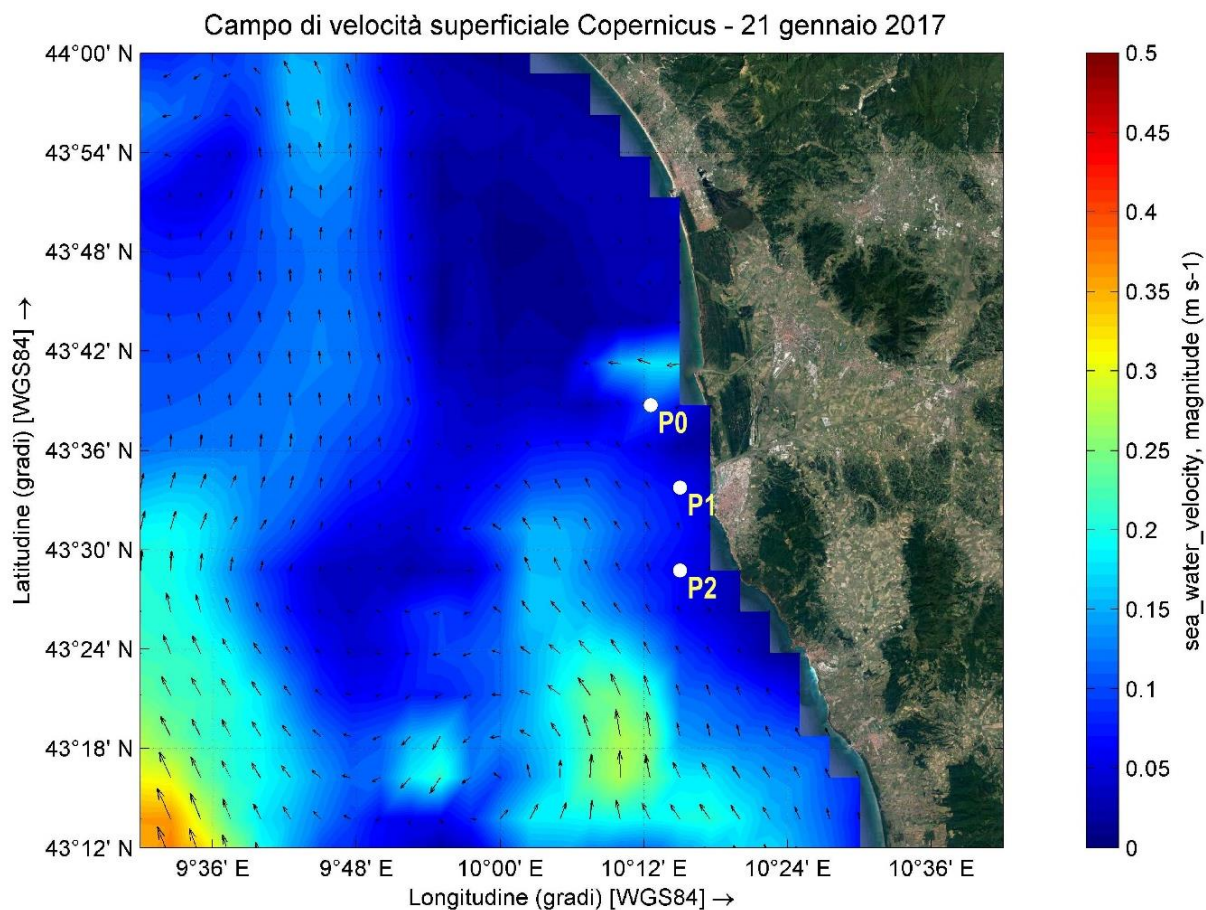 Campo di velocità superficiale Copernicus - 21 gennaio 2017
44°00' N
43°54' N
43°48' N
43°42' N
43°36' N
43°30' N
43°24' N
43°18' N
43°12' N
Latitudine (gradi) [WGS84] →
P0
P1
P2
9°36' E
9°48' E
10°00' E
10°12' E
10°24' E
10°36' E
Longitudine (gradi) [WGS84] →
0.5
0.45
0.4
0.35
0.3
0.25
0.2
0.15
0.1
0.05
0
sea_water_velocity, magnitude (m s-1)